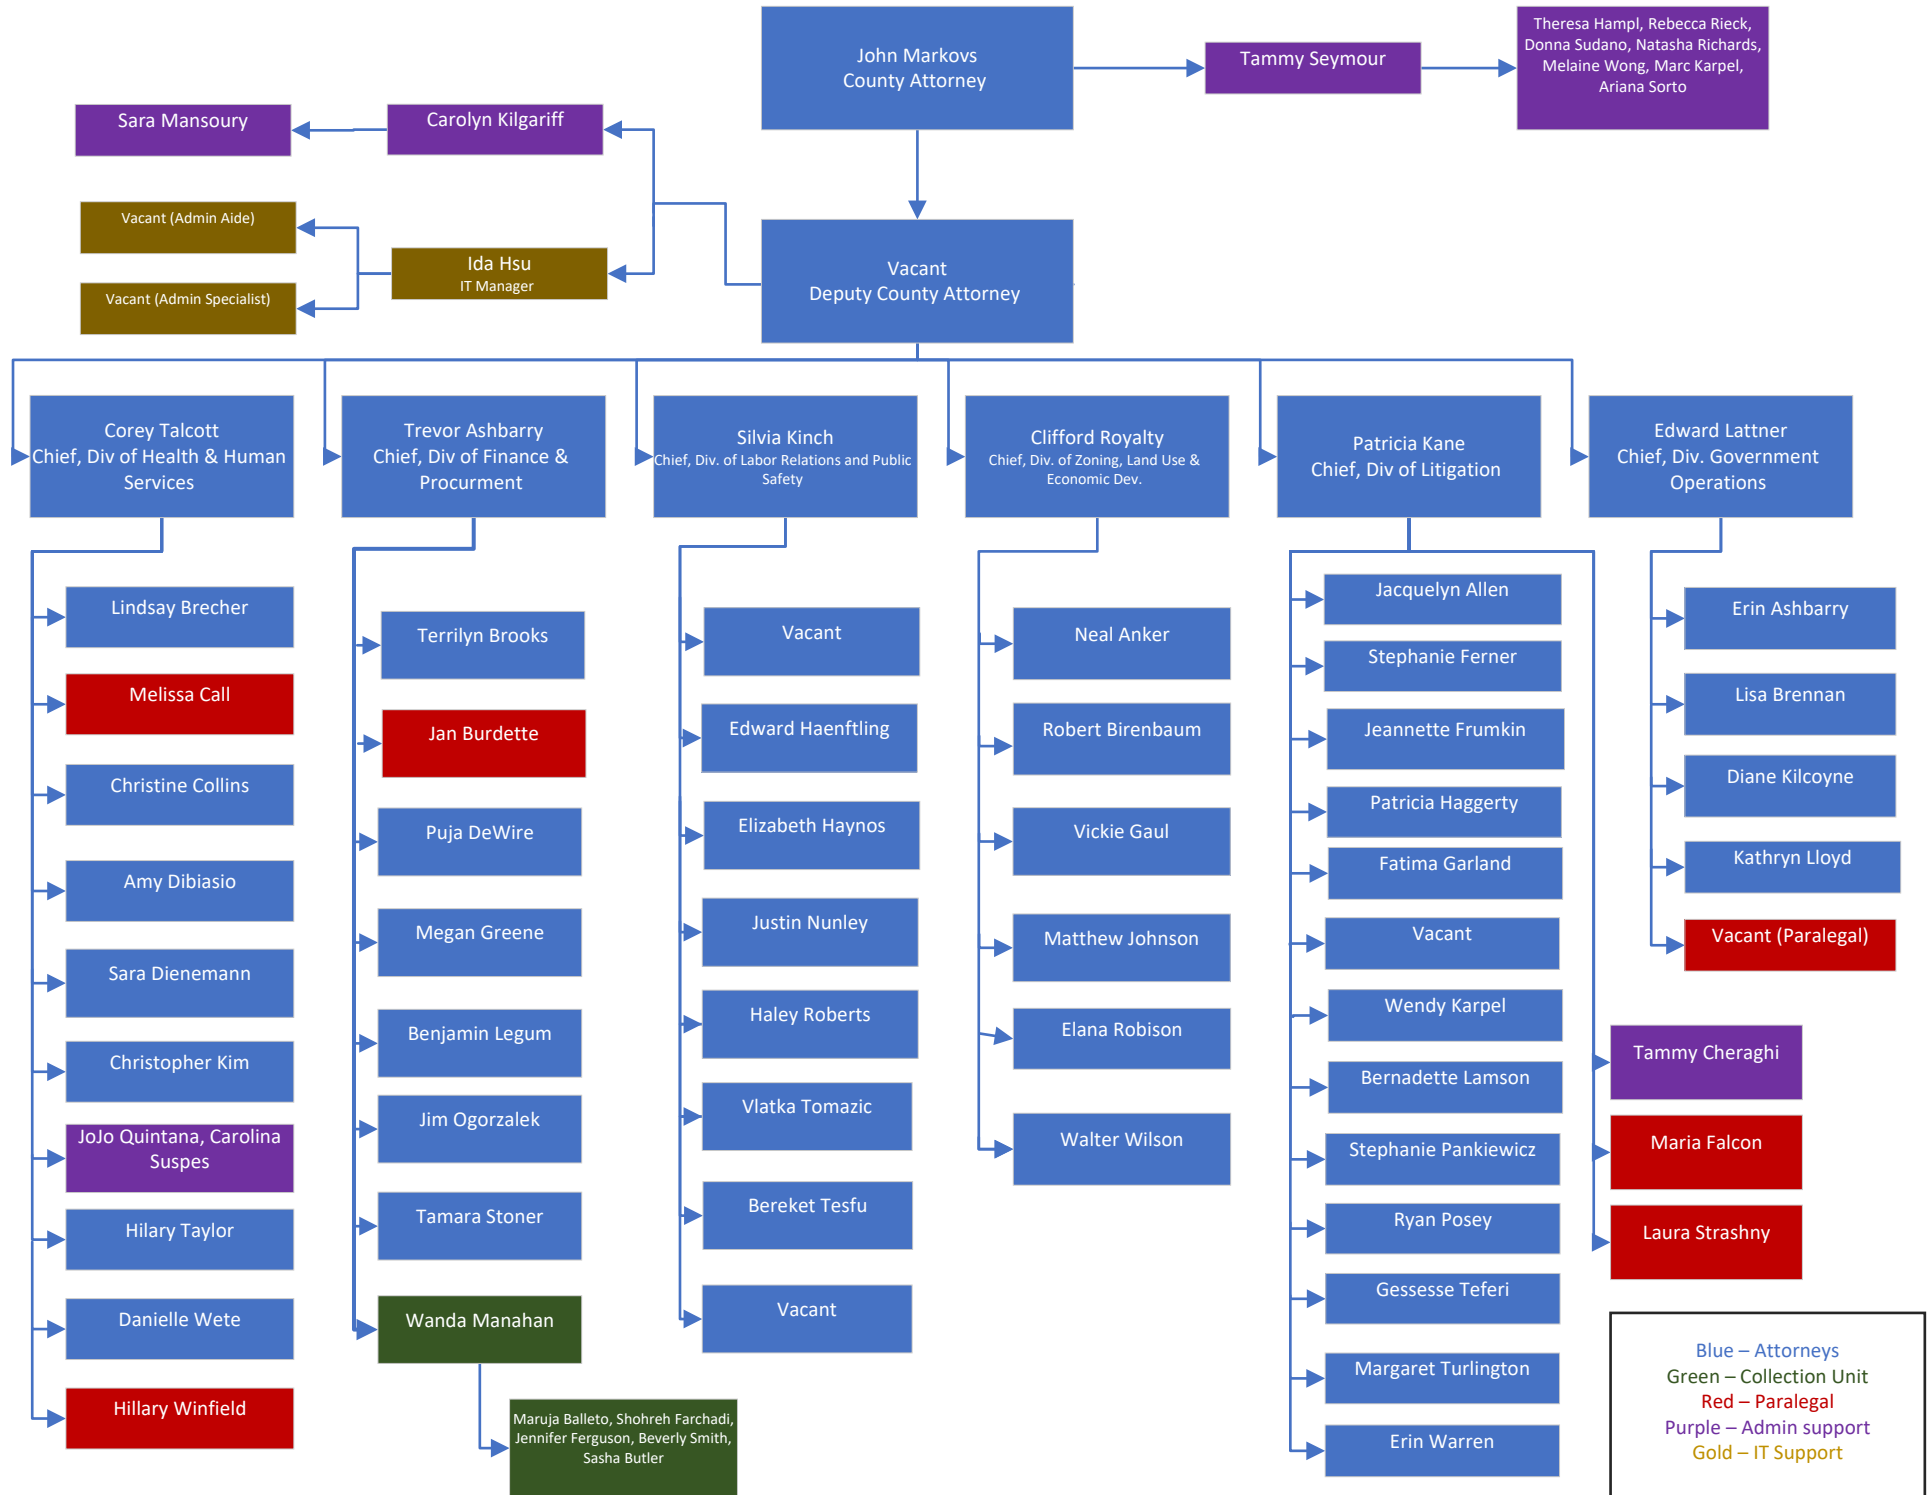 John Markovs
County Attorney
Tammy Seymour
Theresa Hampl, Rebecca Rieck,
Donna Sudano, Natasha Richards,
Melaine Wong, Marc Karpel,
Ariana Sorto
Sara Mansoury
Carolyn Kilgariff
Vacant (Admin Aide)
Ida Hsu
IT Manager
Vacant (Admin Specialist)
Vacant
Deputy County Attorney
Corey Talcott
Chief, Div of Health & Human
Services
Trevor Ashbarry
Chief, Div of Finance &
Procurment
Silvia Kinch
Chief, Div. of Labor Relations and Public
Safety
Clifford Royalty
Chief, Div. of Zoning, Land Use &
Economic Dev.
Patricia Kane
Chief, Div of Litigation
Edward Lattner
Chief, Div. Government
Operations
Lindsay Brecher
Melissa Call
Christine Collins
Amy Dibiasio
Sara Dienemann
Christopher Kim
JoJo Quintana, Carolina
Suspes
Hilary Taylor
Danielle Wete
Hillary Winfield
Terrilyn Brooks
Jan Burdette
Puja DeWire
Megan Greene
Benjamin Legum
Jim Ogorzalek
Tamara Stoner
Wanda Manahan
Maruja Balleto, Shohreh Farchadi,
Jennifer Ferguson, Beverly Smith,
Sasha Butler
Vacant
Edward Haenftling
Elizabeth Haynos
Justin Nunley
Haley Roberts
Vlatka Tomazic
Bereket Tesfu
Vacant
Neal Anker
Robert Birenbaum
Vickie Gaul
Matthew Johnson
Elana Robison
Walter Wilson
Jacquelyn Allen
Stephanie Ferner
Jeannette Frumkin
Patricia Haggerty
Fatima Garland
Vacant
Wendy Karpel
Bernadette Lamson
Stephanie Pankiewicz
Ryan Posey
Gessesse Teferi
Margaret Turlington
Erin Warren
Tammy Cheraghi
Maria Falcon
Laura Strashny
Erin Ashbarry
Lisa Brennan
Diane Kilcoyne
Kathryn Lloyd
Vacant (Paralegal)
Blue – Attorneys
Green – Collection Unit
Red – Paralegal
Purple – Admin support
Gold – IT Support